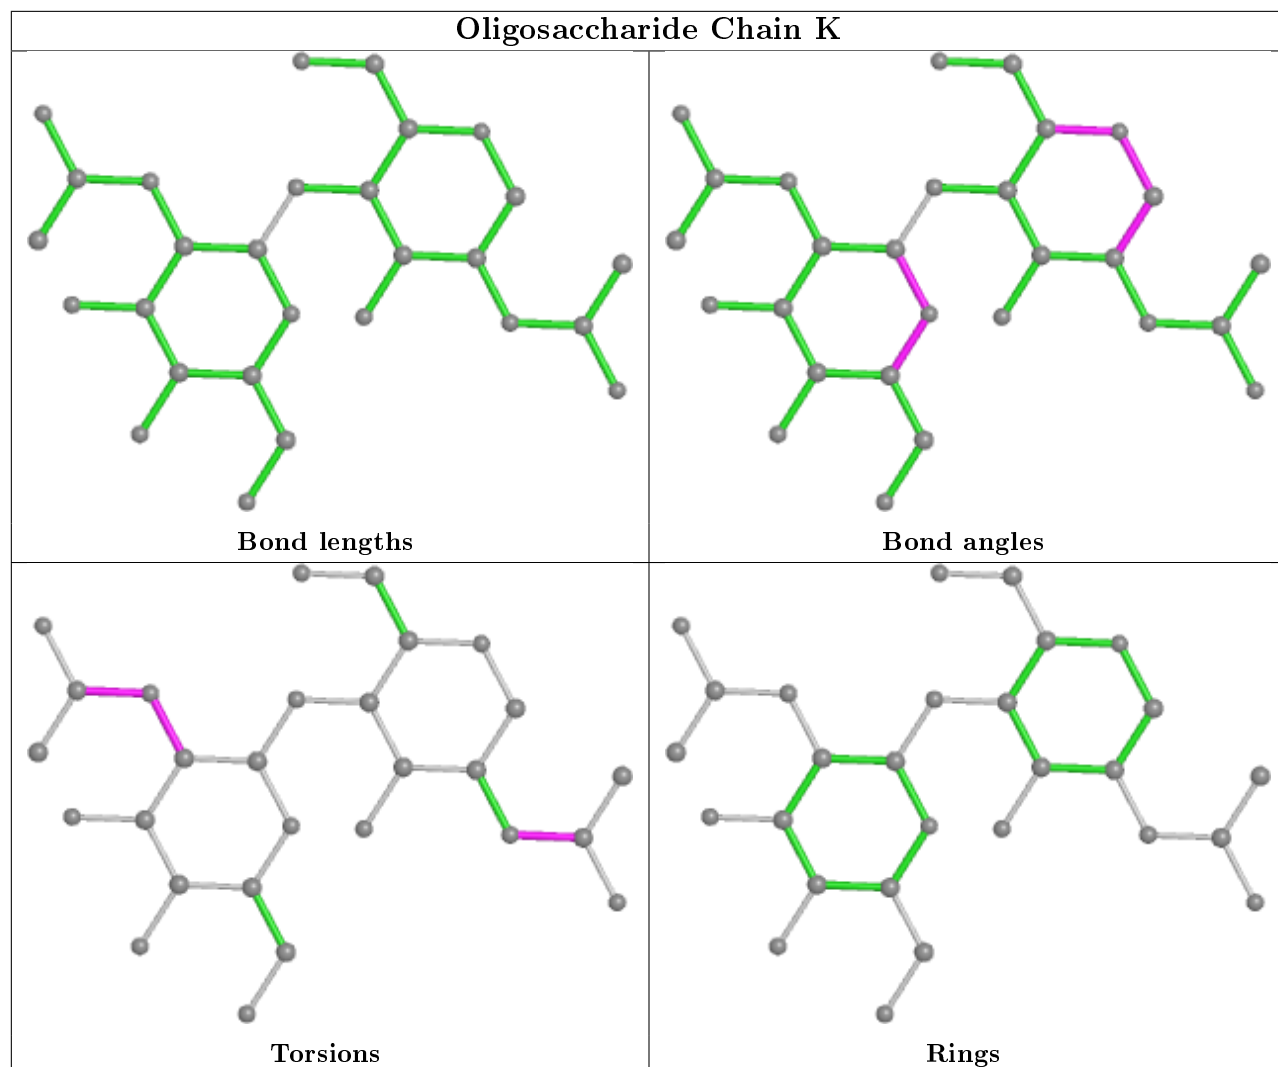 Oligosaccharide Chain K
Bond lengths
Bond angles
Torsions
Rings